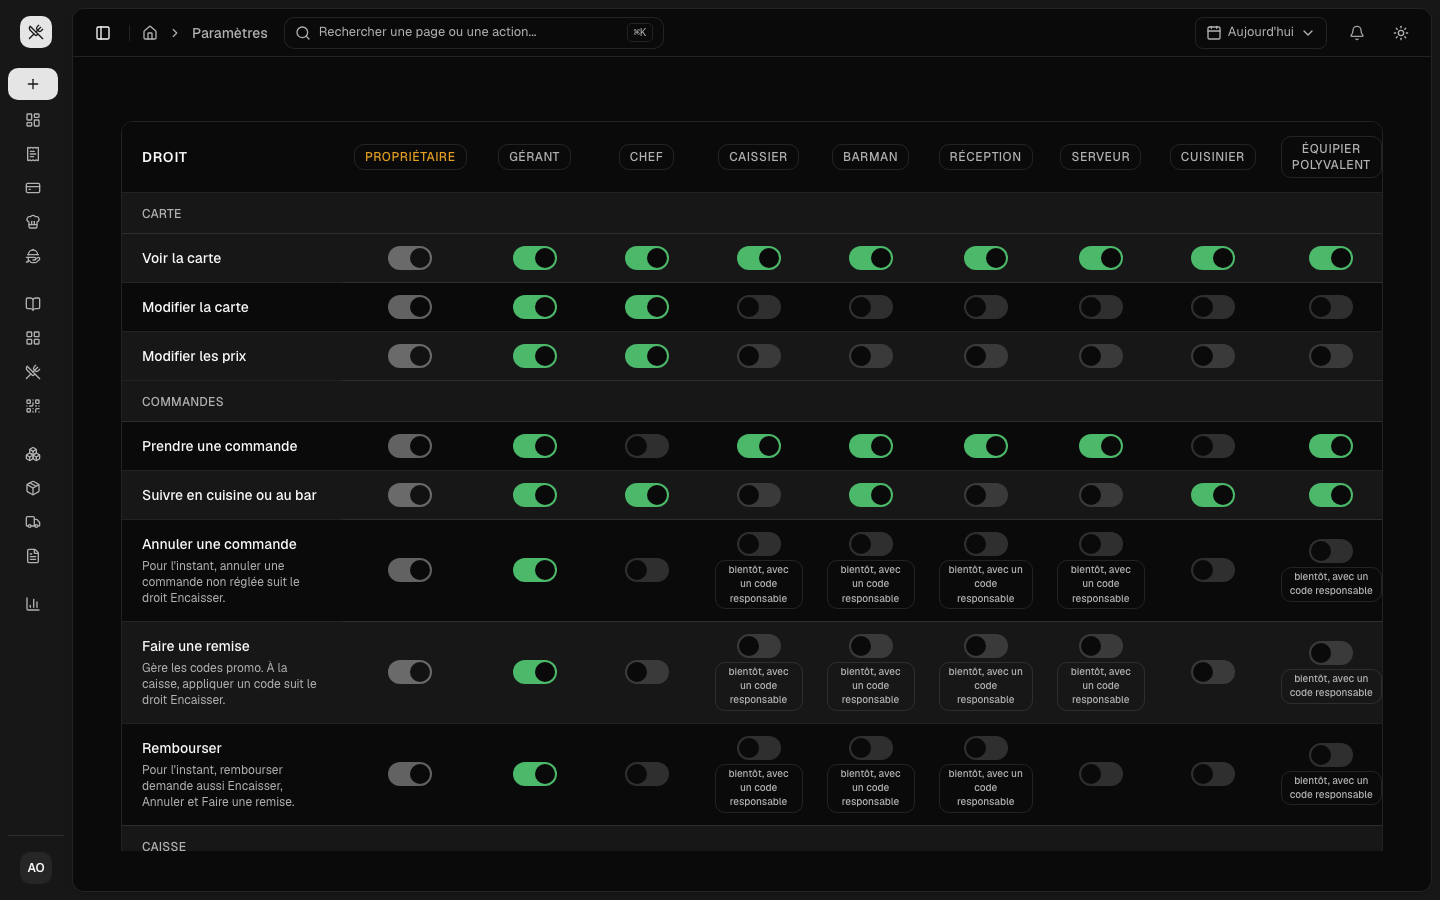 Paramètres
Rechercher une page ou une action...
⌘K
Aujourd'hui
DROIT
PROPRIÉTAIRE
GÉRANT
CHEF
CAISSIER
BARMAN
RÉCEPTION
SERVEUR
CUISINIER
ÉQUIPIER
POLYVALENT
CARTE
Voir la carte
Modifier la carte
Modifier les prix
COMMANDES
Prendre une commande
Suivre en cuisine ou au bar
Annuler une commande
Pour l'instant, annuler une
commande non réglée suit le
droit Encaisser.
bientôt, avec
un code
responsable
bientôt, avec
un code
responsable
bientôt, avec un
code
responsable
bientôt, avec
un code
responsable
bientôt, avec un
code responsable
Faire une remise
Gère les codes promo. À la
caisse, appliquer un code suit le
droit Encaisser.
bientôt, avec
un code
responsable
bientôt, avec
un code
responsable
bientôt, avec un
code
responsable
bientôt, avec
un code
responsable
bientôt, avec un
code responsable
Rembourser
Pour l'instant, rembourser
demande aussi Encaisser,
Annuler et Faire une remise.
bientôt, avec
un code
responsable
bientôt, avec
un code
responsable
bientôt, avec un
code
responsable
bientôt, avec un
code responsable
CAISSE
AO